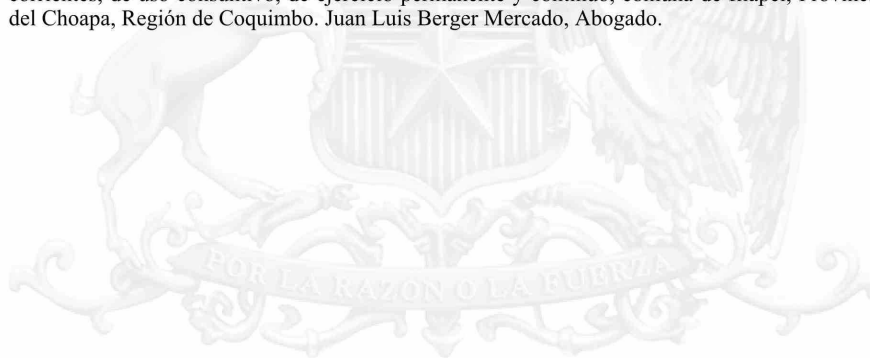 corrientes, de uso consuntivo, de ejercicio permanente y continuo, comuna de Illapel, Provincia
del Choapa, Región de Coquimbo. Juan Luis Berger Mercado, Abogado.
POR LA RAZON O LA FUERZA